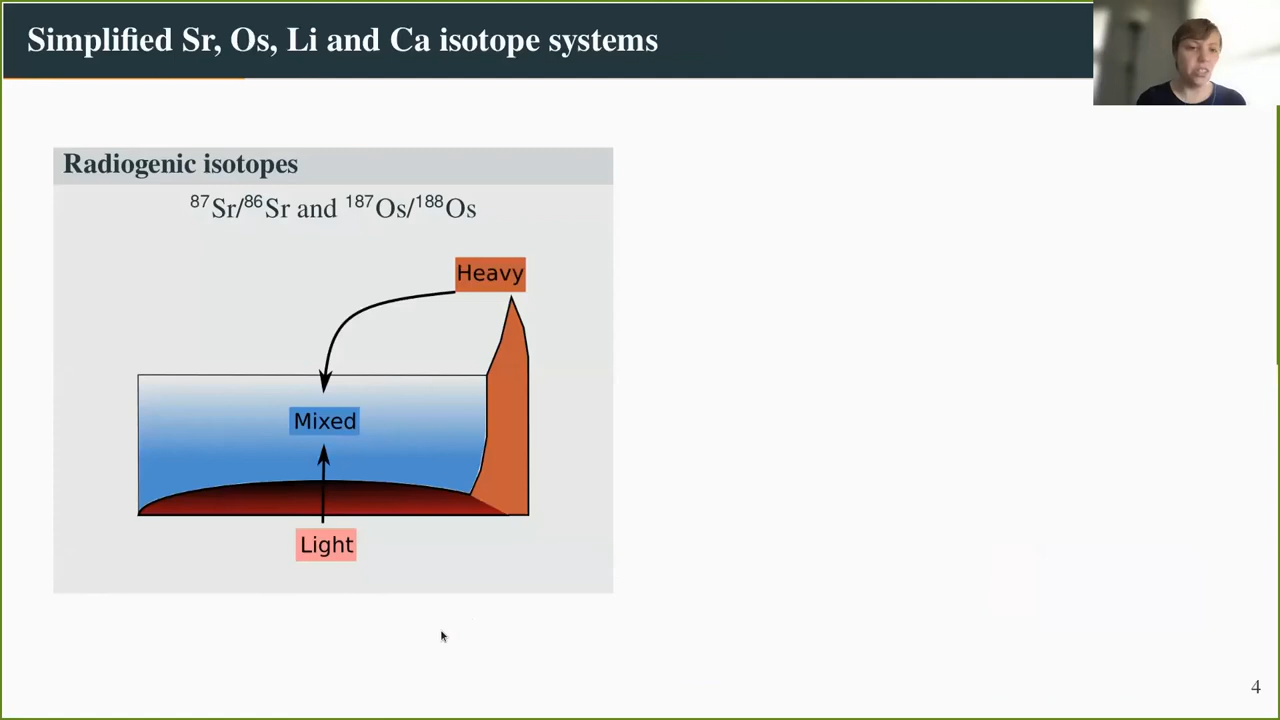 Simplified Sr, Os, Li and Ca isotope systems
Radiogenic isotopes
⁸⁷Sr/⁸⁶Sr and ¹⁸⁷Os/¹⁸⁸Os
Heavy
Mixed
Light
4